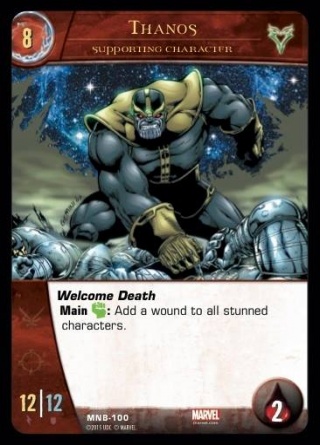 8
THANOS
SUPPORTING CHARACTER
Welcome Death
Main : Add a wound to all stunned
characters.
12|12
MNB-100
MARVEL
2